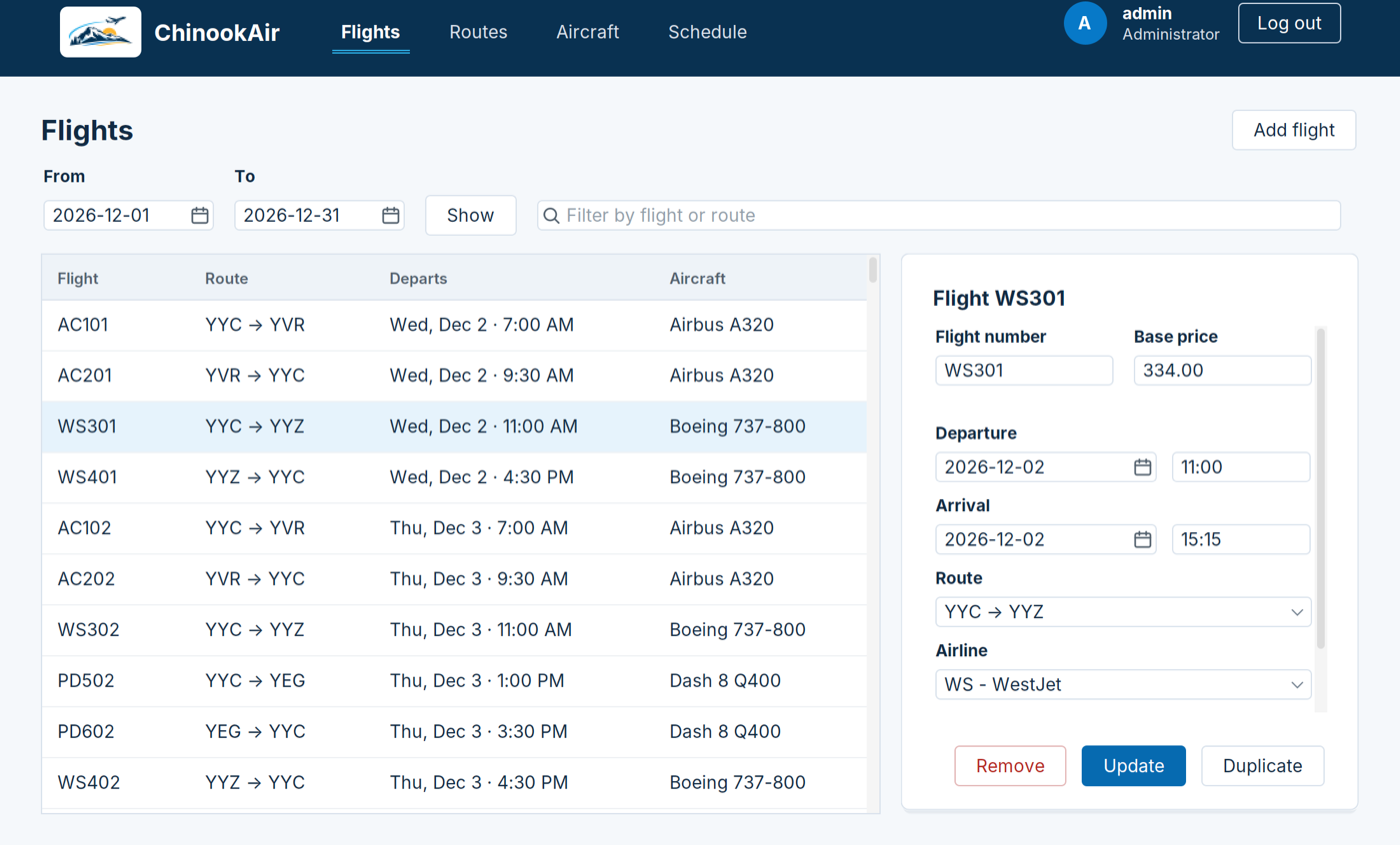 ChinookAir Flights Routes Aircraft Schedule A admin Log out
Administrator
Flights Add flight
From To
2026-12-01 2026-12-31 Show Filter by flight or route
Flight Route Departs Aircraft
AC101 YYC → YVR Wed, Dec 2 · 7:00 AM Airbus A320
AC201 YVR → YYC Wed, Dec 2 · 9:30 AM Airbus A320
WS301 YYC → YYZ Wed, Dec 2 · 11:00 AM Boeing 737-800
WS401 YYZ → YYC Wed, Dec 2 · 4:30 PM Boeing 737-800
AC102 YYC → YVR Thu, Dec 3 · 7:00 AM Airbus A320
AC202 YVR → YYC Thu, Dec 3 · 9:30 AM Airbus A320
WS302 YYC → YYZ Thu, Dec 3 · 11:00 AM Boeing 737-800
PD502 YYC → YEG Thu, Dec 3 · 1:00 PM Dash 8 Q400
PD602 YEG → YYC Thu, Dec 3 · 3:30 PM Dash 8 Q400
WS402 YYZ → YYC Thu, Dec 3 · 4:30 PM Boeing 737-800
Flight WS301
Flight number Base price
WS301 334.00
Departure
2026-12-02 11:00
Arrival
2026-12-02 15:15
Route
YYC → YYZ
Airline
WS - WestJet
Remove Update Duplicate